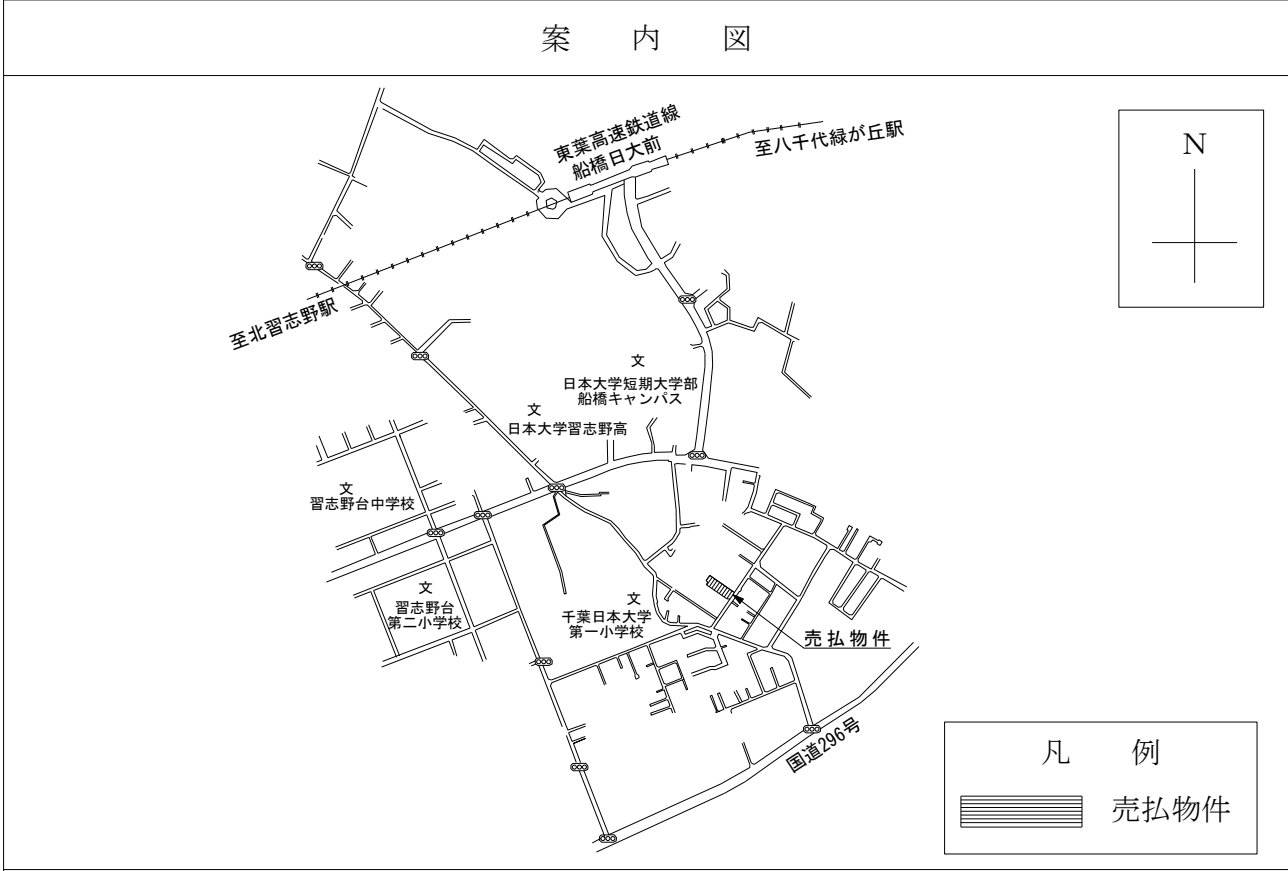 案内図
N
東葉高速鉄道線
船橋日大前
至八千代緑が丘駅
至北習志野駅
文
日本大学短期大学部
船橋キャンパス
文
日本大学習志野高
文
習志野台中学校
文
習志野台
第二小学校
文
千葉日本大学
第一小学校
売払物件
国道296号
凡例
売払物件